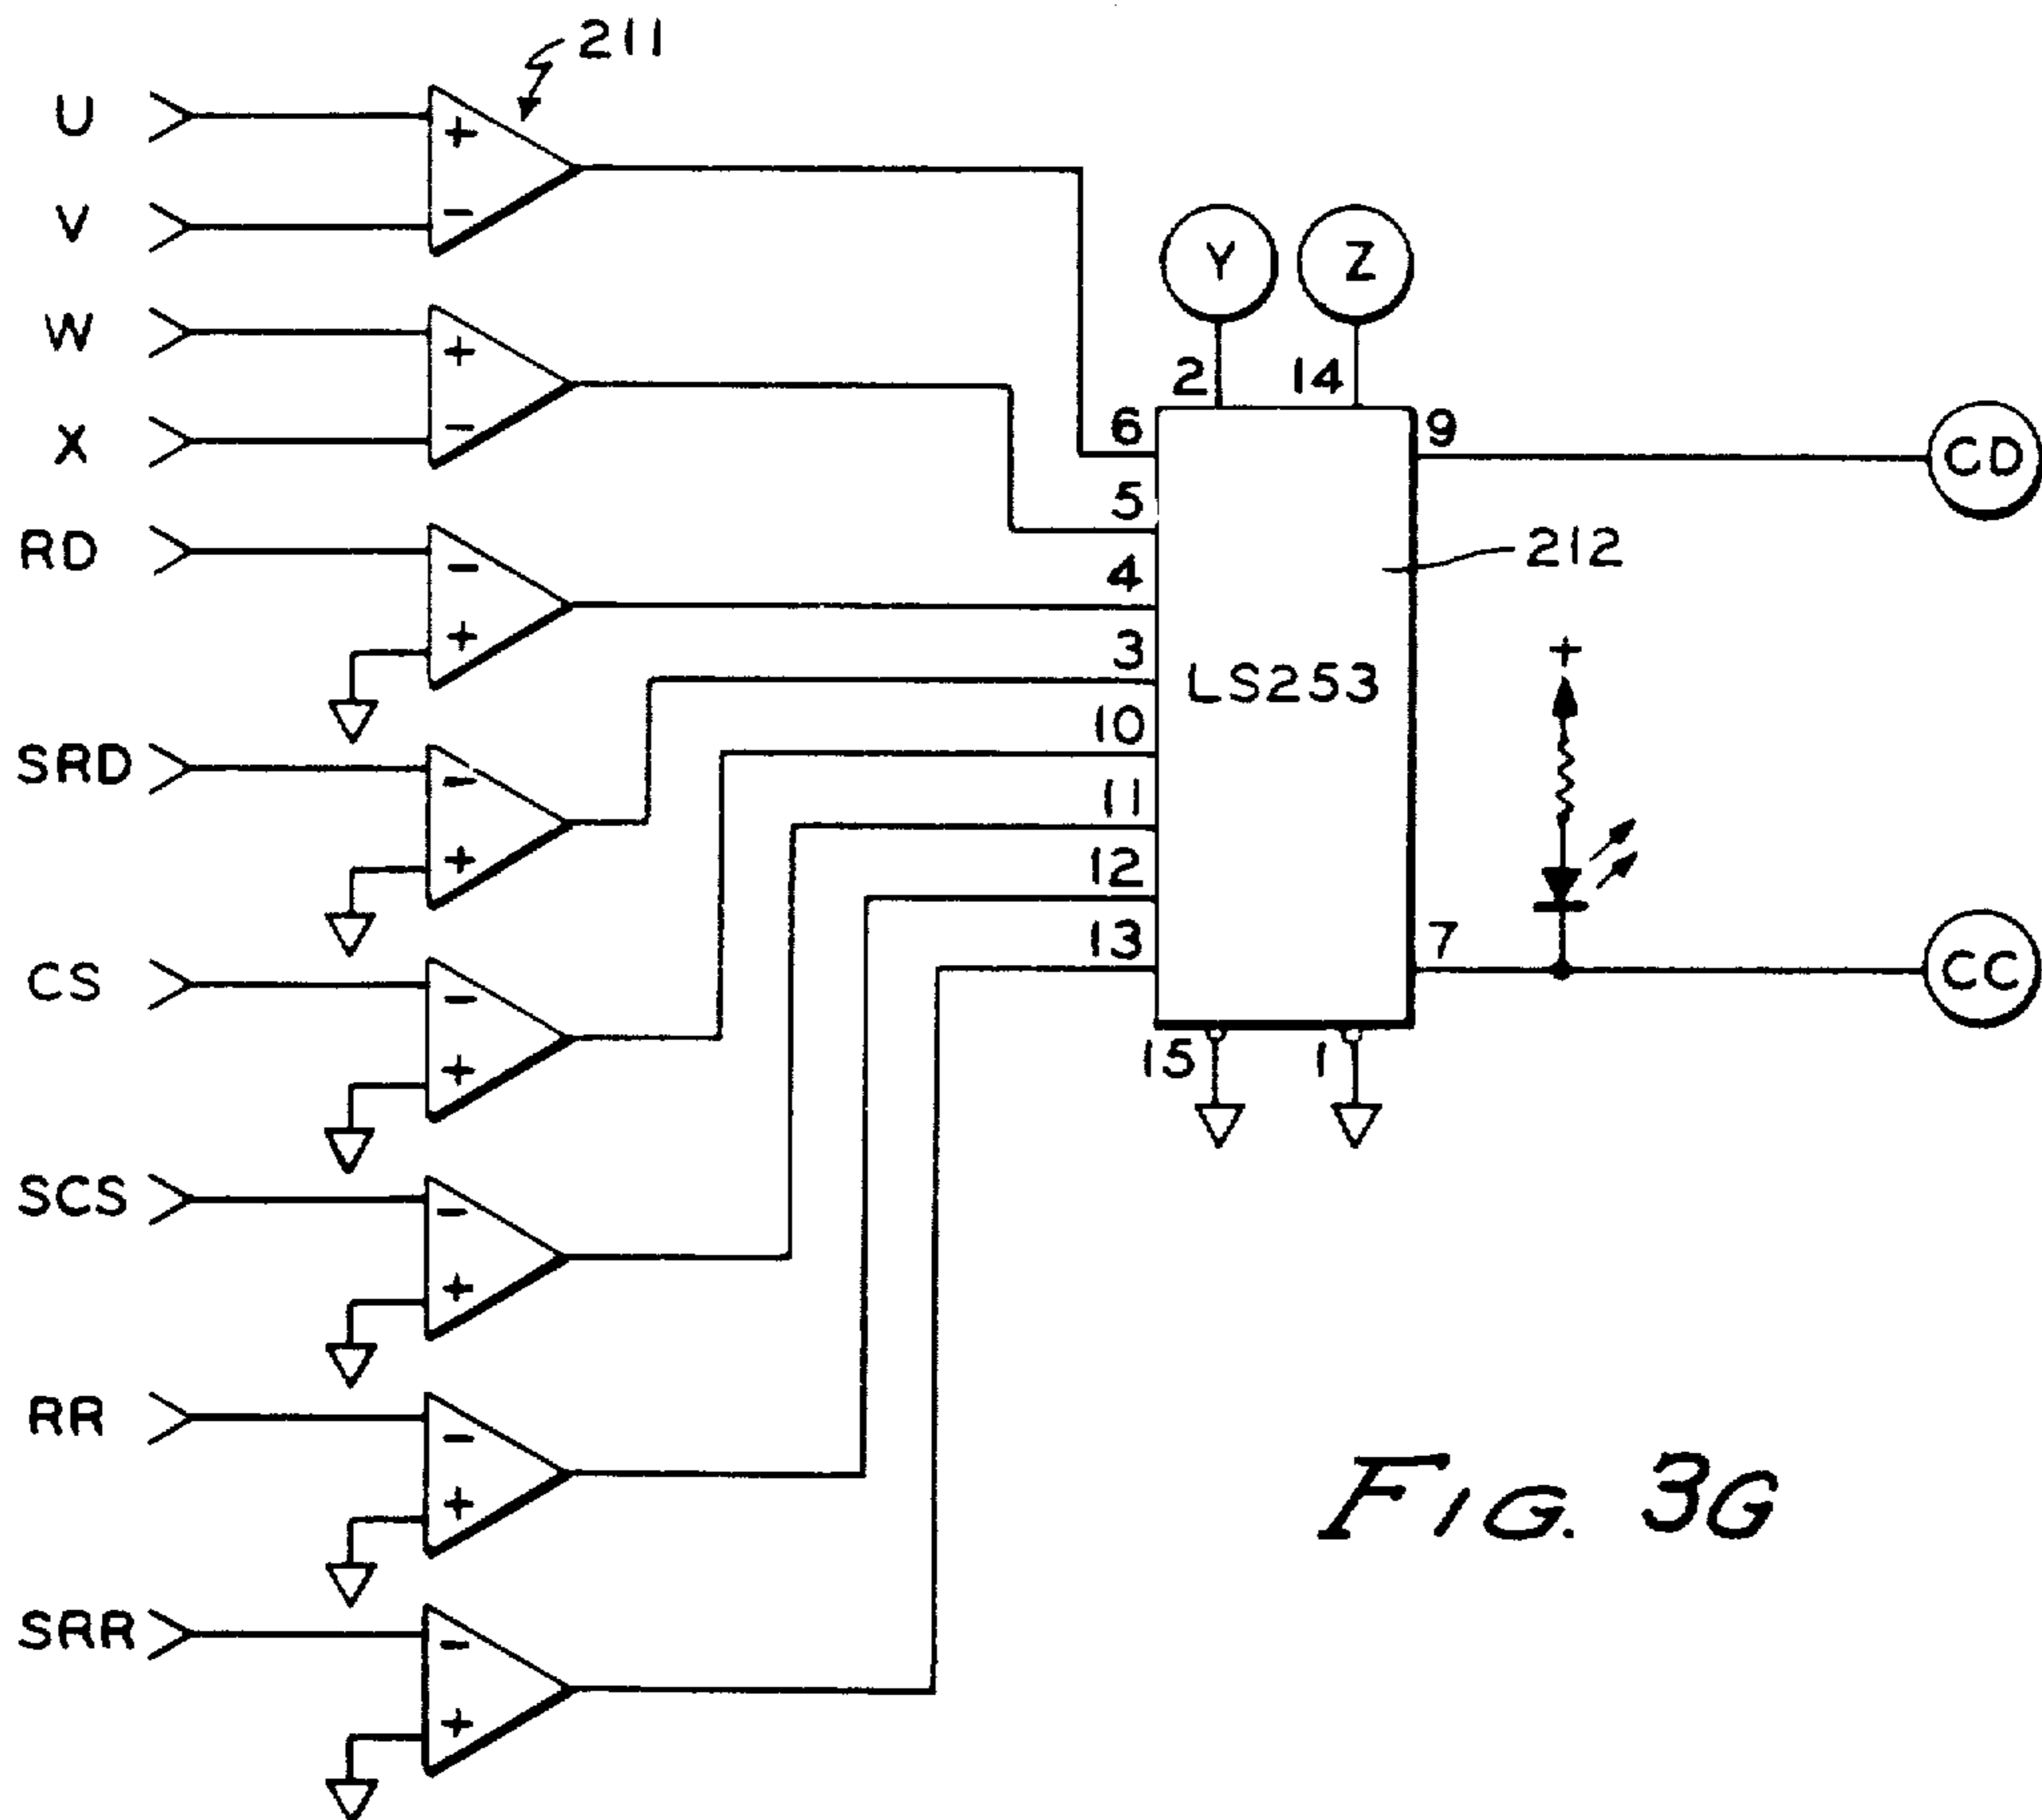 211
U
+
V
-
W
+
X
-
Y
Z
2
14
6
9
CD
5
RD
-
+
4
212
3
LS253
+
SRD
-
+
10
11
12
13
7
CC
CS
-
+
15
1
SCS
-
+
RR
-
+
FIG. 3G
SRR
-
+